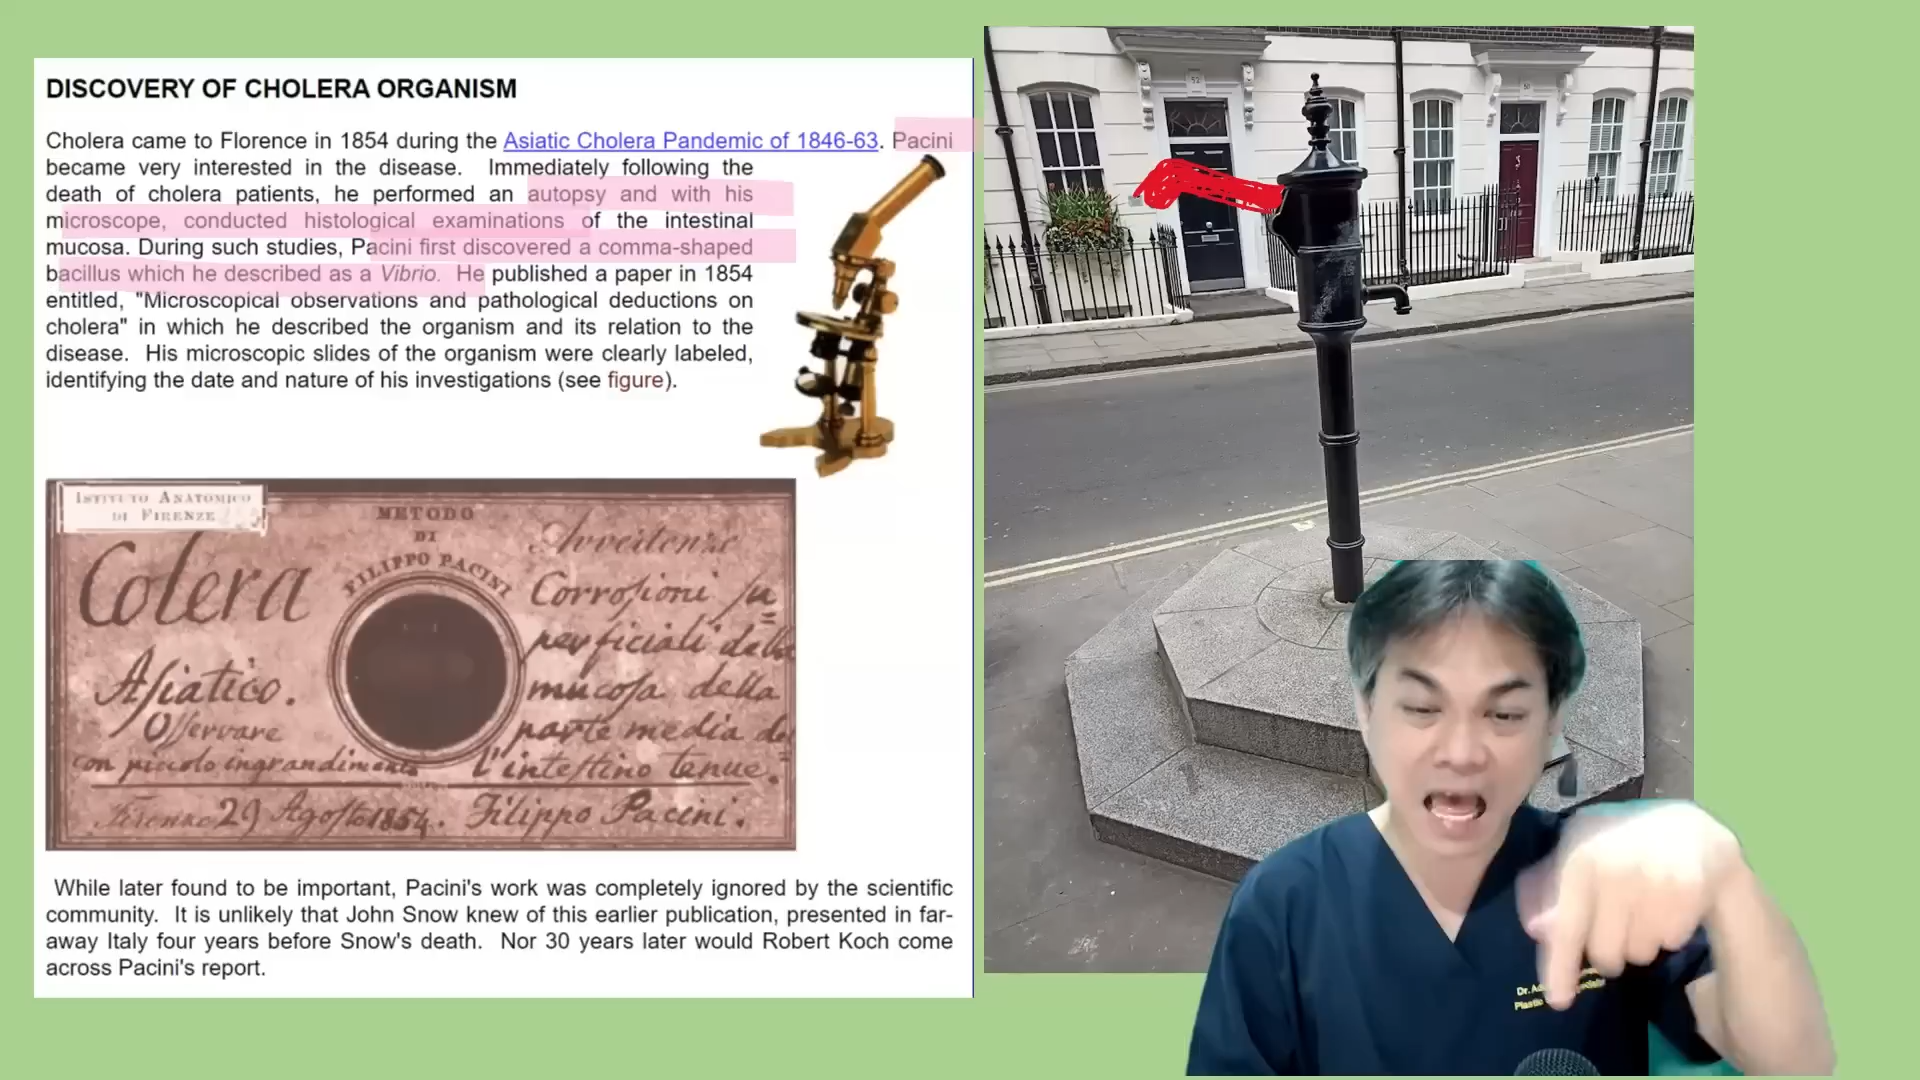 DISCOVERY OF CHOLERA ORGANISM
Cholera came to Florence in 1854 during the Asiatic Cholera Pandemic of 1846-63. Pacini
became very interested in the disease. Immediately following the
death of cholera patients, he performed an autopsy and with his
microscope, conducted histological examinations of the intestinal
mucosa. During such studies, Pacini first discovered a comma-shaped
bacillus which he described as a Vibrio. He published a paper in 1854
entitled, "Microscopical observations and pathological deductions on
cholera" in which he described the organism and its relation to the
disease. His microscopic slides of the organism were clearly labeled,
identifying the date and nature of his investigations (see figure).
ISTITUTO ANATOMICO
DI FIRENZE
METODO
DI
FILIPPO PACINI
Colera
Asiatico.
Osservare
con piccolo ingrandimento
Avvertenze
Corrosioni su
perficiali della
mucosa della
parte media del
l'intestino tenue.
Firenze 29 Agosto 1854. Filippo Pacini.
While later found to be important, Pacini's work was completely ignored by the scientific
community. It is unlikely that John Snow knew of this earlier publication, presented in far-
away Italy four years before Snow's death. Nor 30 years later would Robert Koch come
across Pacini's report.
52
50
Dr.
Plastic